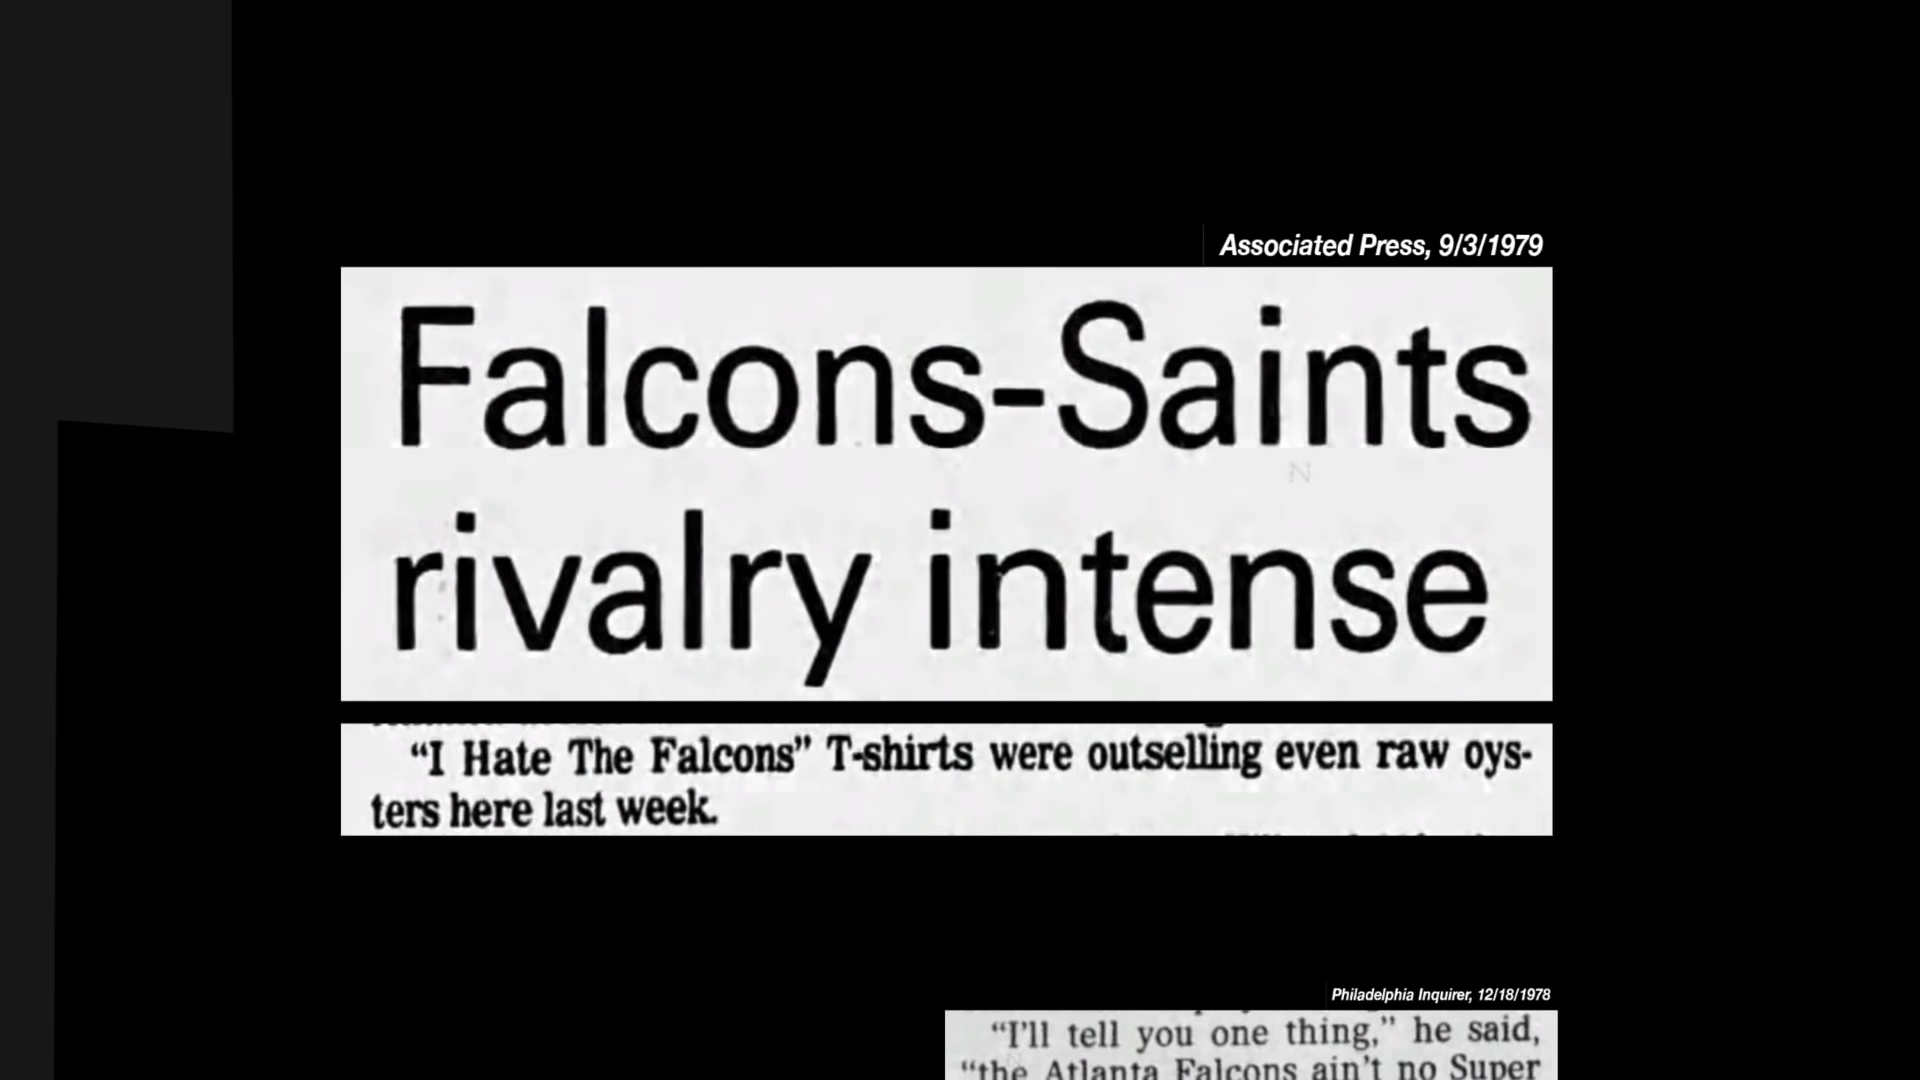 Associated Press, 9/3/1979
Falcons-Saints
rivalry intense
“I Hate The Falcons” T-shirts were outselling even raw oys-
ters here last week.
Philadelphia Inquirer, 12/18/1978
“I'll tell you one thing,” he said,
“the Atlanta Falcons ain't no Super